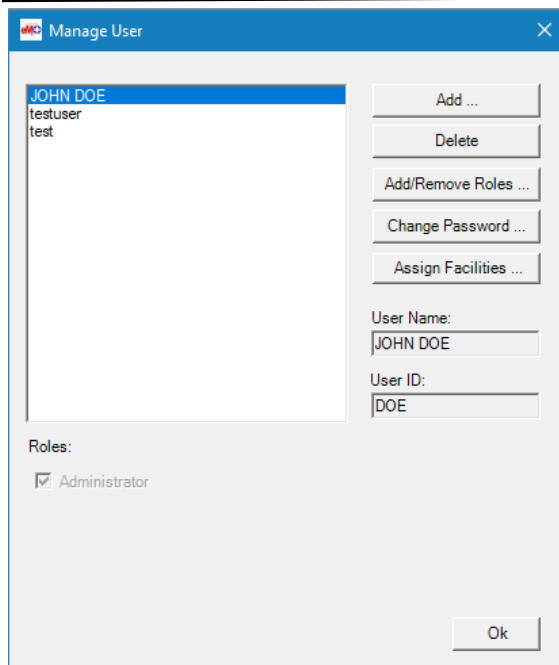 eMC Manage User
JOHN DOE
testuser
test
Add ...
Delete
Add/Remove Roles ...
Change Password ...
Assign Facilities ...
User Name:
JOHN DOE
User ID:
DOE
Roles:
Administrator
Ok